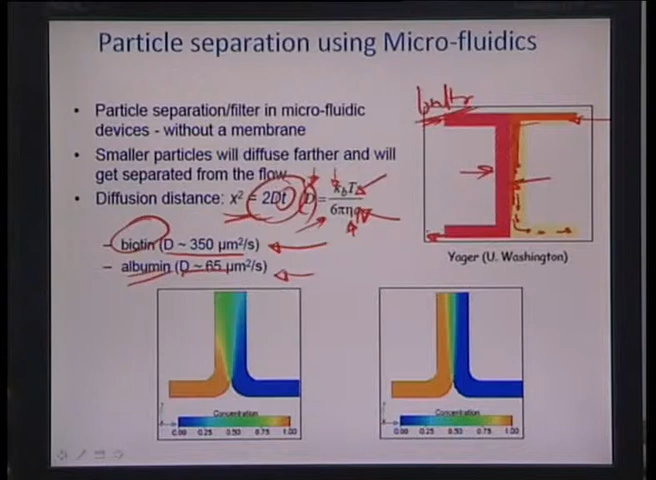 Particle separation using Micro-fluidics
• Particle separation/filter in micro-fluidic
devices - without a membrane
• Smaller particles will diffuse farther and will
get separated from the flow
• Diffusion distance: x² = 2Dt D = k_bT / 6πηa
– biotin (D ~ 350 µm²/s)
– albumin (D ~ 65 µm²/s)
Yager (U. Washington)
Concentration
0.00 0.25 0.50 0.75 1.00
Concentration
0.00 0.25 0.50 0.75 1.00